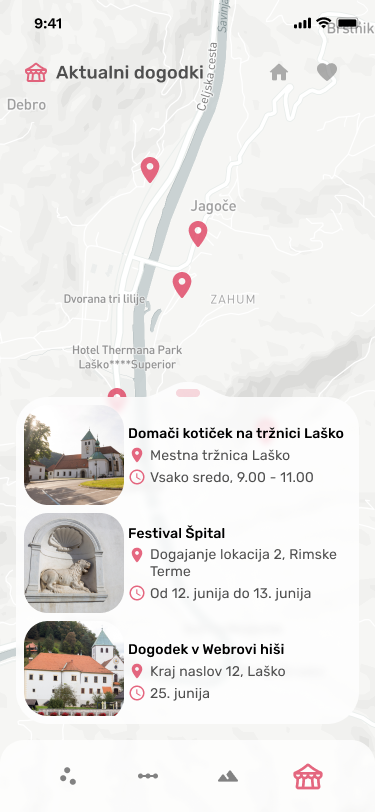 9:41
Savinja
Brstnik
Aktualni dogodki
Celjska cesta
Debro
Jagoče
Dvorana tri lilije
ZAHUM
Hotel Thermana Park
Laško****Superior
Domači kotiček na tržnici Laško
Mestna tržnica Laško
Vsako sredo, 9.00 - 11.00
Festival Špital
Dogajanje lokacija 2, Rimske
Terme
Od 12. junija do 13. junija
Dogodek v Webrovi hiši
Kraj naslov 12, Laško
25. junija